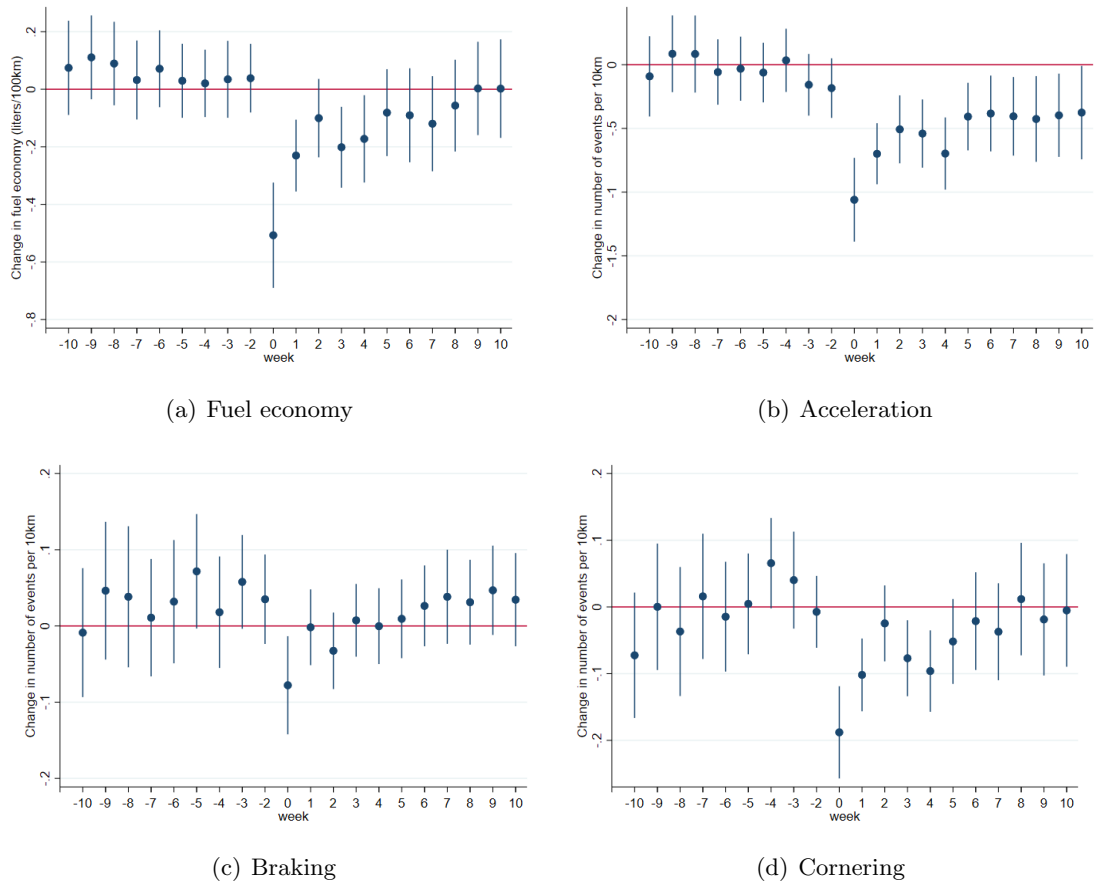 Change in fuel economy (liters/100km)
.2
0
-.2
-.4
-.6
-.8
-10 -9 -8 -7 -6 -5 -4 -3 -2 0 1 2 3 4 5 6 7 8 9 10
week
(a) Fuel economy
Change in number of events per 10km
0
-.5
-1
-1.5
-2
-10 -9 -8 -7 -6 -5 -4 -3 -2 0 1 2 3 4 5 6 7 8 9 10
week
(b) Acceleration
Change in number of events per 10km
.2
.1
0
-.1
-.2
-10 -9 -8 -7 -6 -5 -4 -3 -2 0 1 2 3 4 5 6 7 8 9 10
week
(c) Braking
Change in number of events per 10km
.2
.1
0
-.1
-.2
-10 -9 -8 -7 -6 -5 -4 -3 -2 0 1 2 3 4 5 6 7 8 9 10
week
(d) Cornering